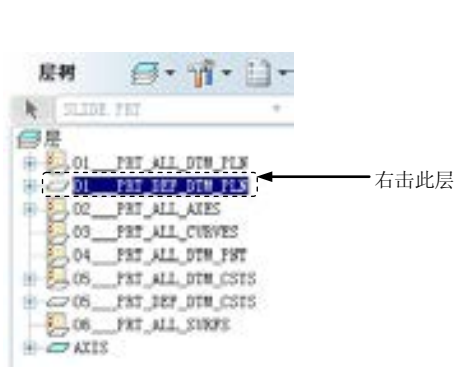 层树
SLIDE.PRT
层
01___PRT_ALL_DTM_PLN
01___PRT_DEF_DTM_PLN
右击此层
02___PRT_ALL_AXES
03___PRT_ALL_CURVES
04___PRT_ALL_DTM_PNT
05___PRT_ALL_DTM_CSYS
05___PRT_DEF_DTM_CSYS
06___PRT_ALL_SURFS
AXIS